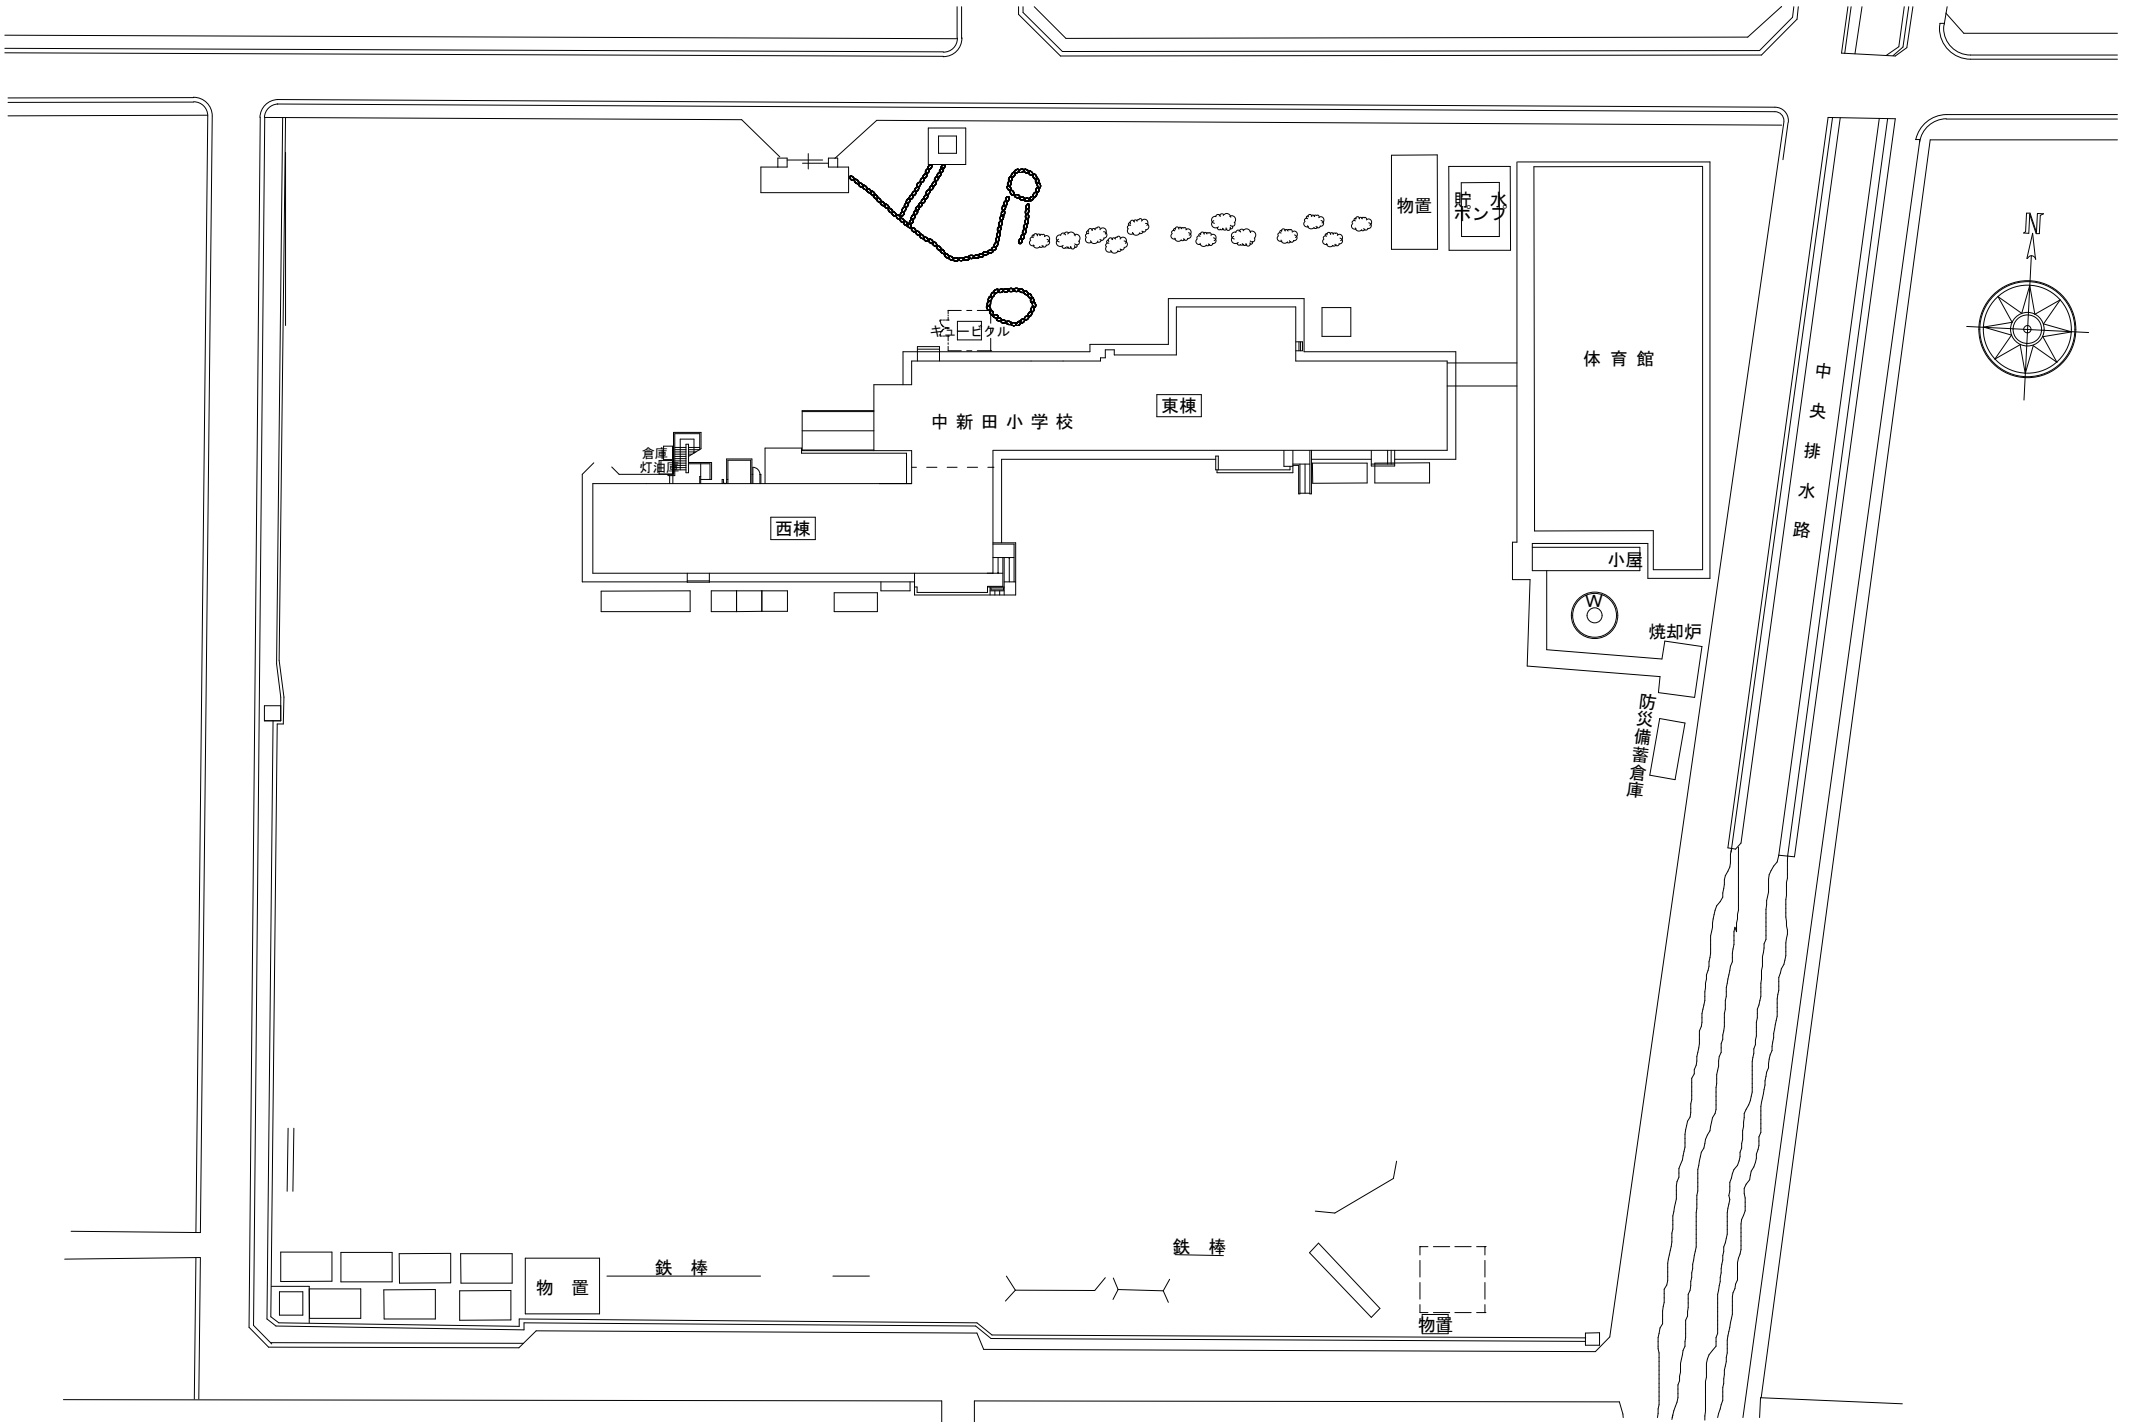 N
物置
貯　水
ポンプ
キュービクル
体 育 館
中央排水路
東棟
中 新 田 小 学 校
倉庫
灯油庫
西棟
小屋
W
焼却炉
防災備蓄倉庫
鉄　棒
鉄　棒
物　置
物置